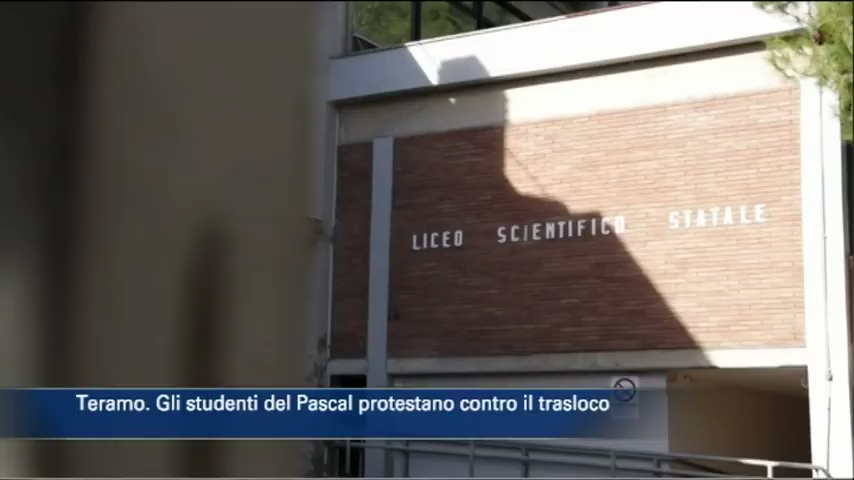 LICEO SCIENTIFICO STATALE
Teramo. Gli studenti del Pascal protestano contro il trasloco